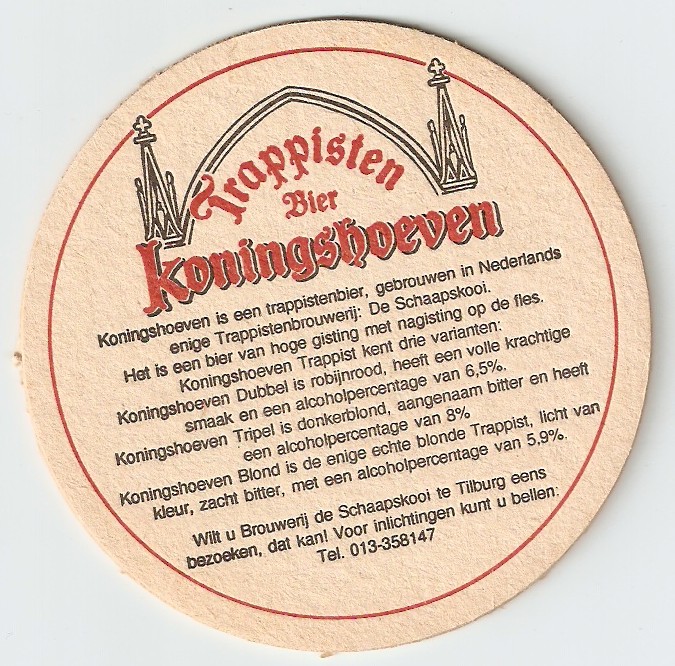 Trappisten
Bier
Koningshoeven
Koningshoeven is een trappistenbier, gebrouwen in Nederlands
enige Trappistenbrouwerij: De Schaapskooi.
Het is een bier van hoge gisting met nagisting op de fles.
Koningshoeven Trappist kent drie varianten:
Koningshoeven Dubbel is robijnrood, heeft een volle krachtige
smaak en een alcoholpercentage van 6,5%.
Koningshoeven Tripel is donkerblond, aangenaam bitter en heeft
een alcoholpercentage van 8%
Koningshoeven Blond is de enige echte blonde Trappist, licht van
kleur, zacht bitter, met een alcoholpercentage van 5,9%.
Wilt u Brouwerij de Schaapskooi te Tilburg eens
bezoeken, dat kan! Voor inlichtingen kunt u bellen:
Tel. 013-358147